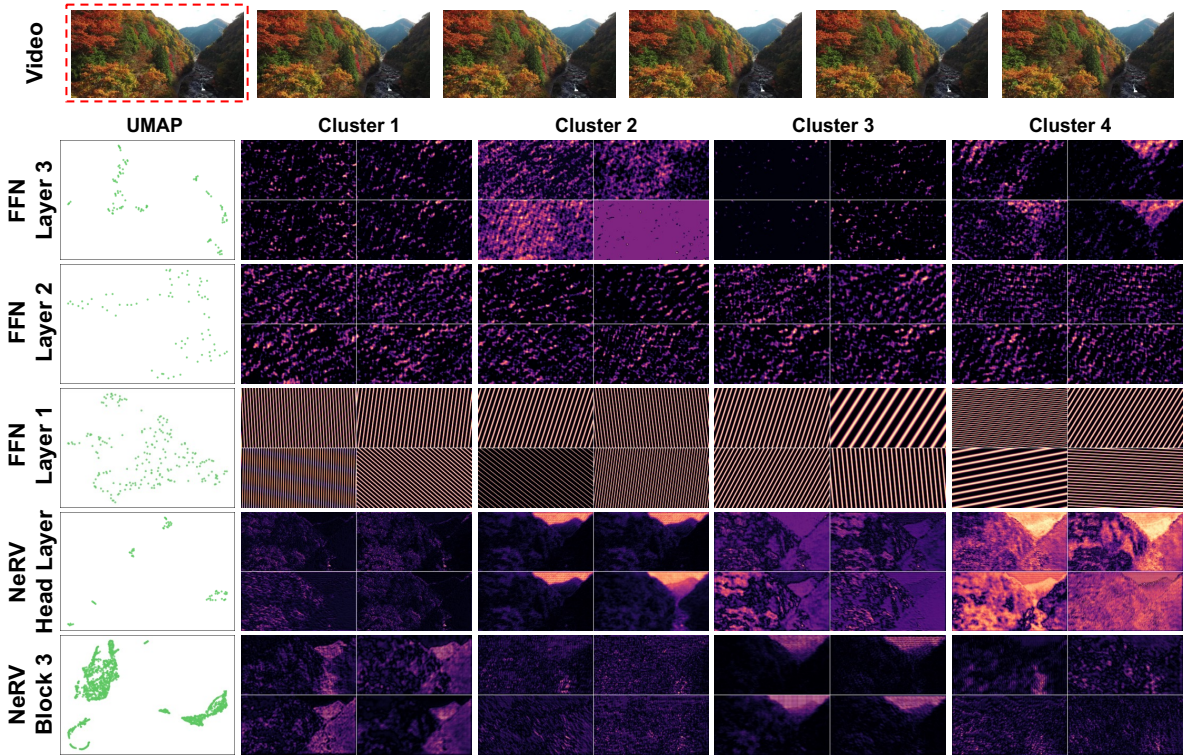 Video
UMAP
Cluster 1
Cluster 2
Cluster 3
Cluster 4
FFN
Layer 3
FFN
Layer 2
FFN
Layer 1
NeRV
Head Layer
NeRV
Block 3